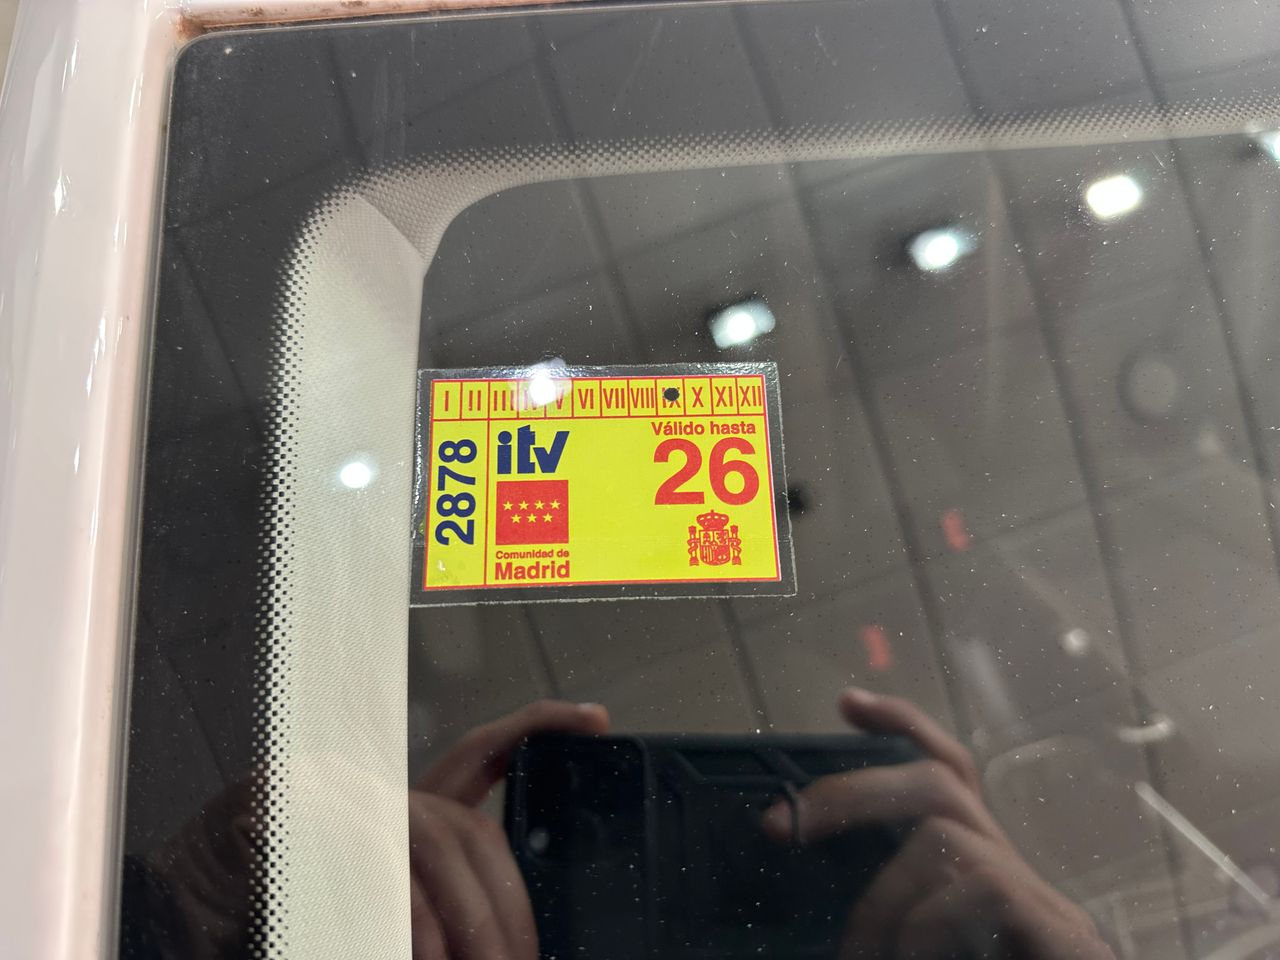 I II III IV V VI VII VIII IX X XI XII
2878
itv
Válido hasta
26
Comunidad de
Madrid